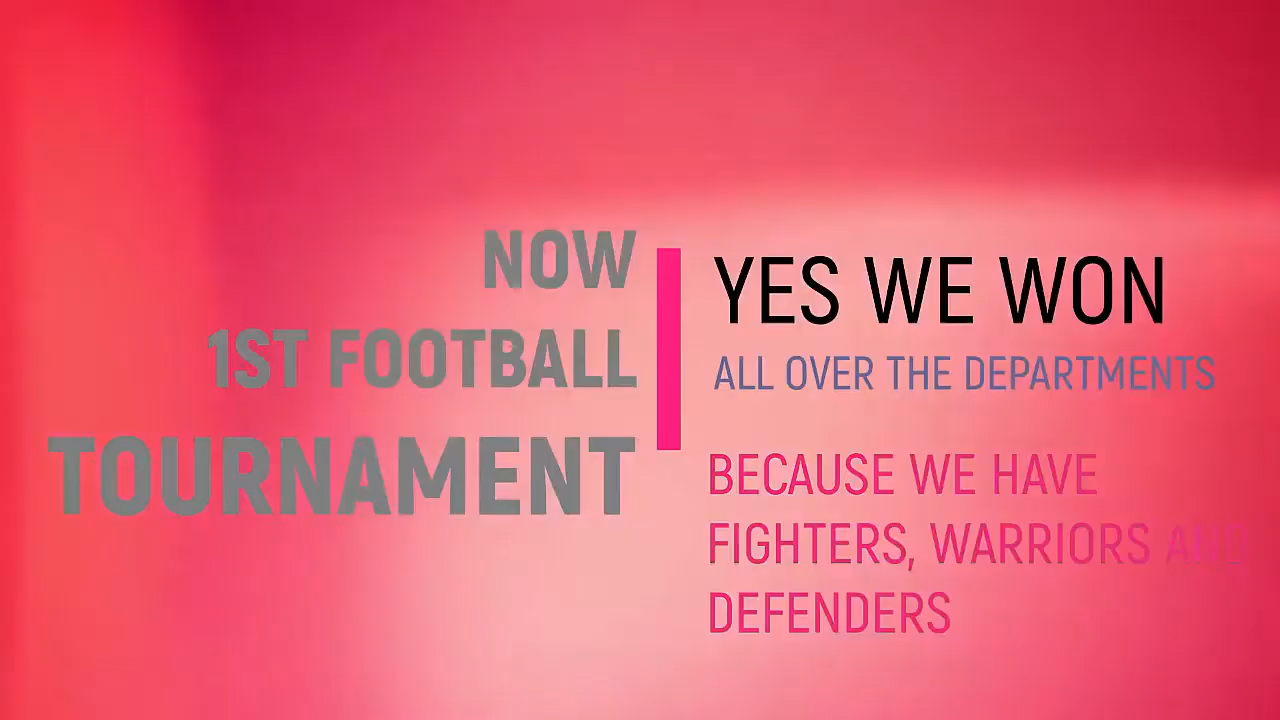 NOW
1ST FOOTBALL
TOURNAMENT
YES WE WON
ALL OVER THE DEPARTMENTS
BECAUSE WE HAVE
FIGHTERS, WARRIORS AND
DEFENDERS